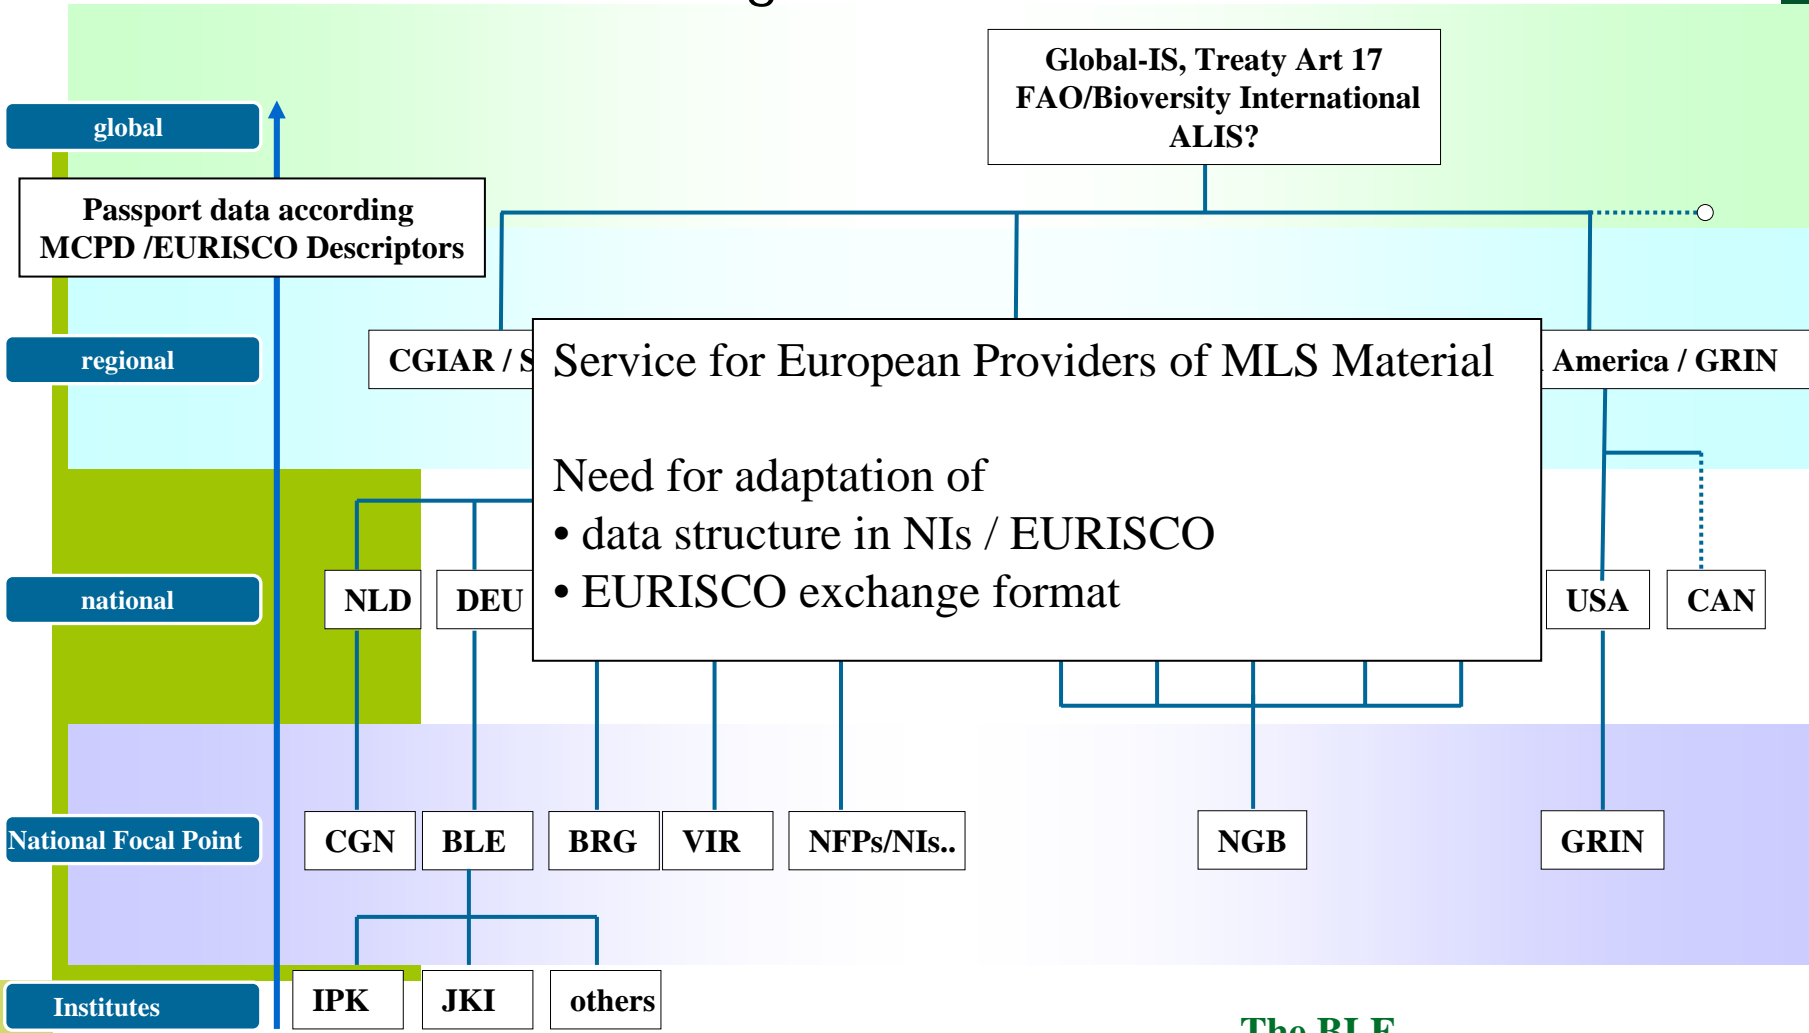 Global-IS, Treaty Art 17
FAO/Bioversity International
ALIS?
global
Passport data according
MCPD /EURISCO Descriptors
regional
CGIAR / S
Service for European Providers of MLS Material
America / GRIN
Need for adaptation of
• data structure in NIs / EURISCO
• EURISCO exchange format
national
NLD
DEU
USA
CAN
National Focal Point
CGN
BLE
BRG
VIR
NFPs/NIs..
NGB
GRIN
Institutes
IPK
JKI
others
The BLE